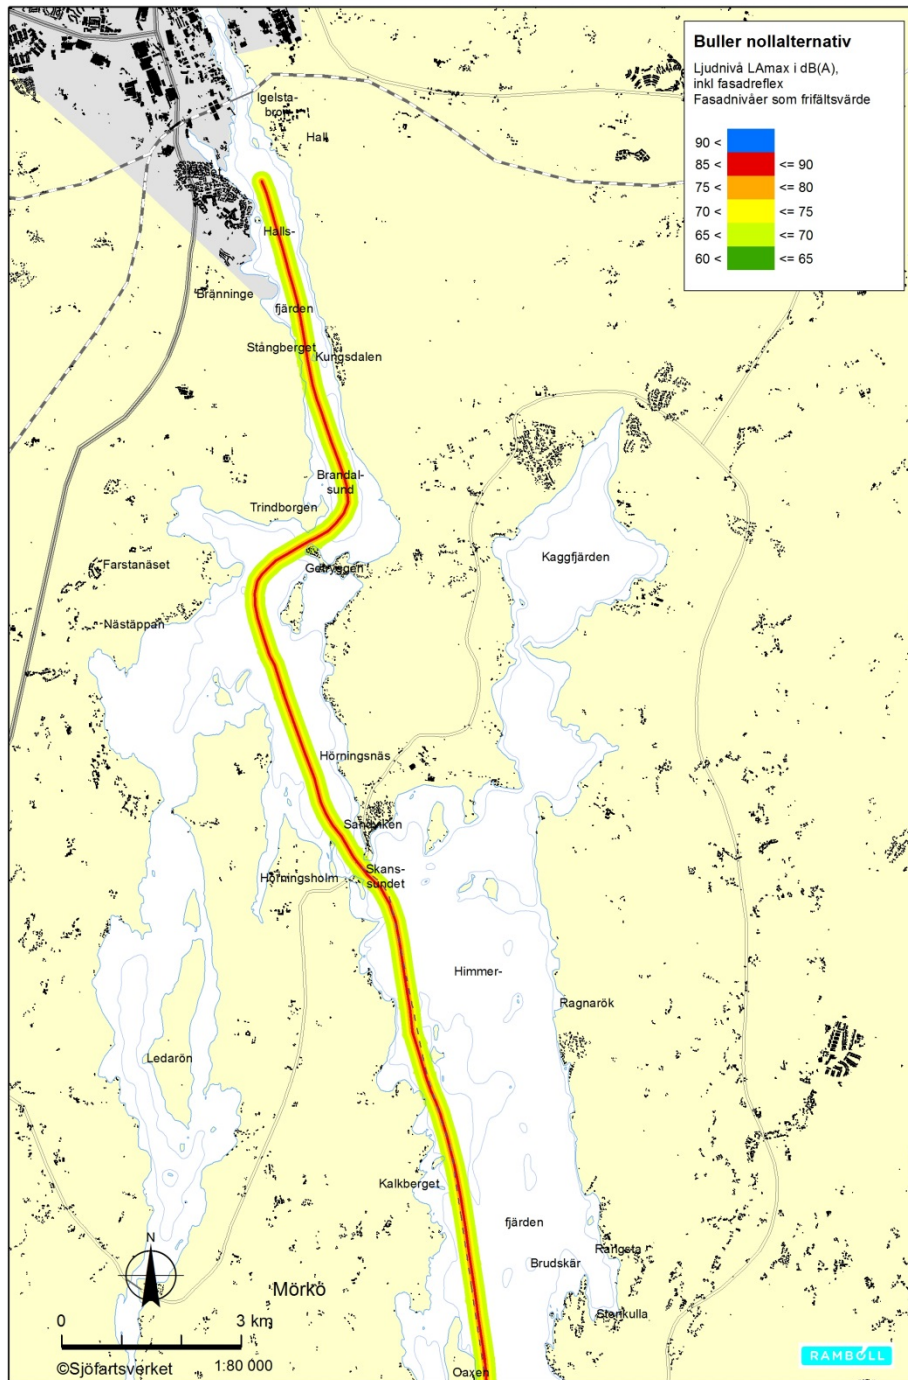 Buller nollalternativ
Ljudnivå LAmax i dB(A),
inkl fasadreflex
Fasadnivåer som frifältsvärde
90 <
85 < <= 90
75 < <= 80
70 < <= 75
65 < <= 70
60 < <= 65
Igelsta-
bron
Hall
Halls-
Bränninge
fjärden
Stångberget
Kungsdalen
Brandal-
sund
Trindborgen
Kaggfjärden
Farstanäset
Getryggen
Nästäppan
Hörningsnäs
Sandviken
Skans-
sundet
Hörningsholm
Himmer-
Ragnarök
Ledarön
Kalkberget
fjärden
Rangsta
Brudskär
N
Mörkö
Stenkulla
0 3 km
©Sjöfartsverket 1:80 000
Oaxen
RAMBOLL